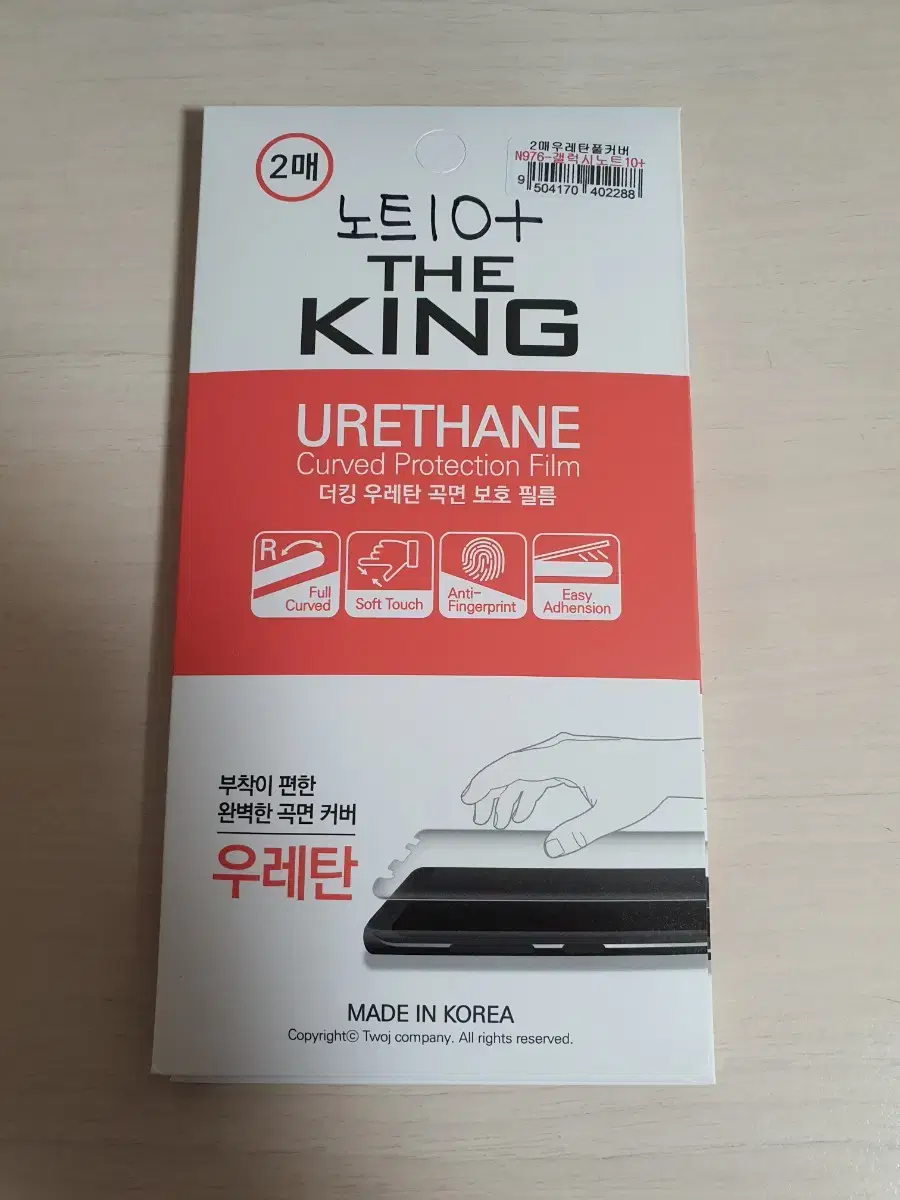 2매
2매우레탄풀커버
N976-갤럭시노트10+
9 504170 402288
노트10+
THE
KING
URETHANE
Curved Protection Film
더킹 우레탄 곡면 보호 필름
R
Full
Curved
Soft Touch
Anti-
Fingerprint
Easy
Adhension
부착이 편한
완벽한 곡면 커버
우레탄
MADE IN KOREA
Copyrightⓒ Twoj company. All rights reserved.